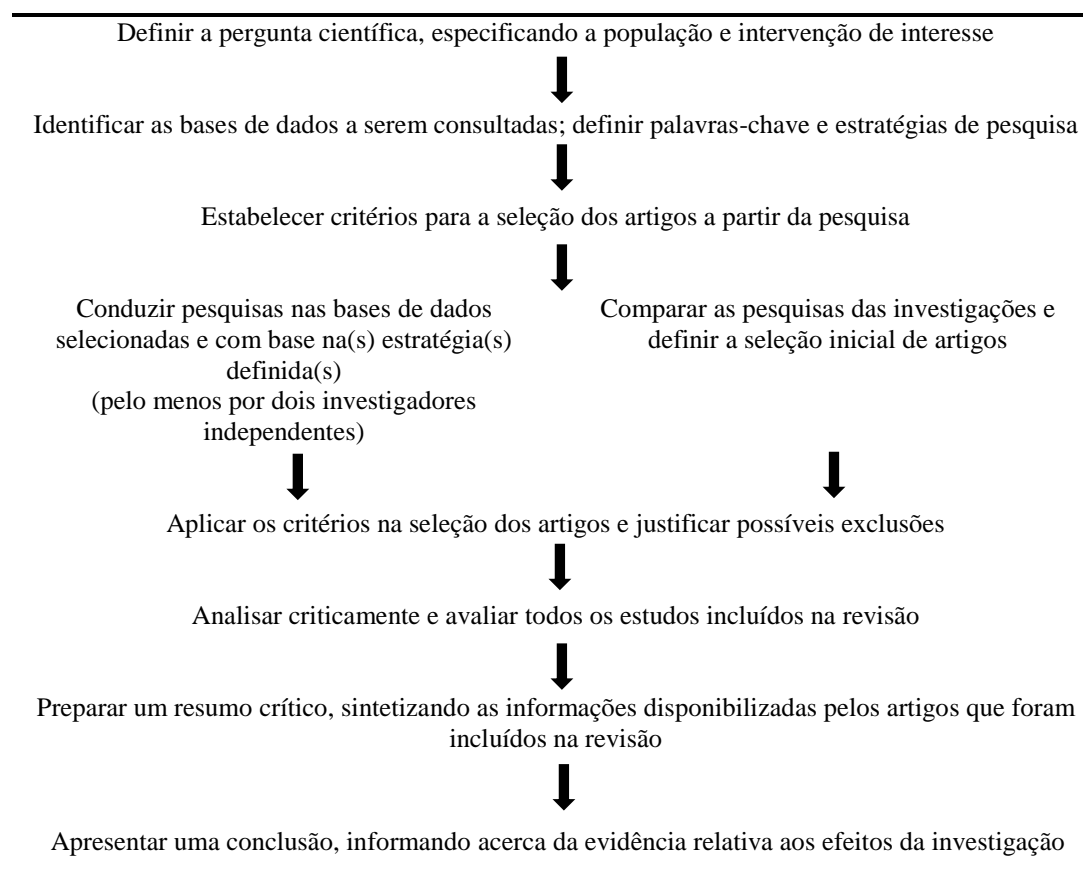 Definir a pergunta científica, especificando a população e intervenção de interesse
Identificar as bases de dados a serem consultadas; definir palavras-chave e estratégias de pesquisa
Estabelecer critérios para a seleção dos artigos a partir da pesquisa
Conduzir pesquisas nas bases de dados
selecionadas e com base na(s) estratégia(s)
definida(s)
(pelo menos por dois investigadores
independentes)
Comparar as pesquisas das investigações e
definir a seleção inicial de artigos
Aplicar os critérios na seleção dos artigos e justificar possíveis exclusões
Analisar criticamente e avaliar todos os estudos incluídos na revisão
Preparar um resumo crítico, sintetizando as informações disponibilizadas pelos artigos que foram
incluídos na revisão
Apresentar uma conclusão, informando acerca da evidência relativa aos efeitos da investigação